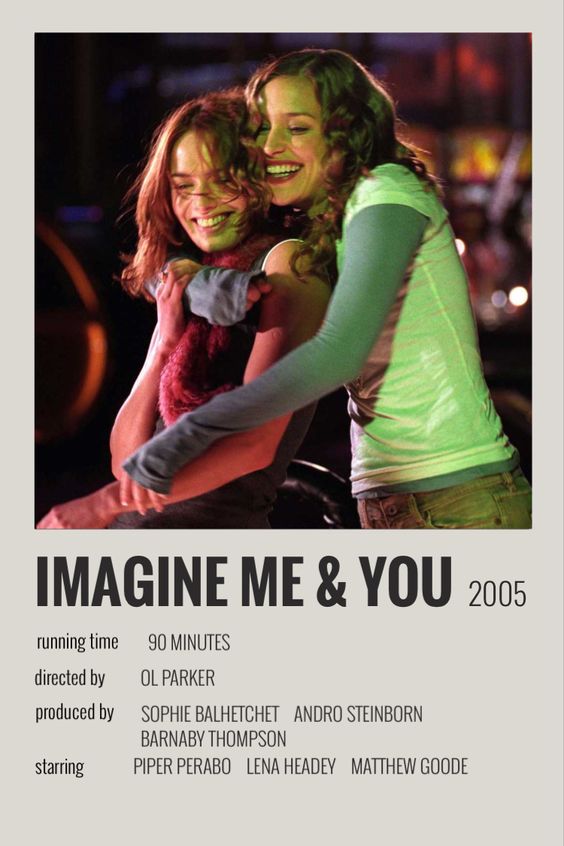 IMAGINE ME & YOU 2005
running time 90 MINUTES
directed by OL PARKER
produced by SOPHIE BALHETCHET ANDRO STEINBORN
BARNABY THOMPSON
starring PIPER PERABO LENA HEADEY MATTHEW GOODE